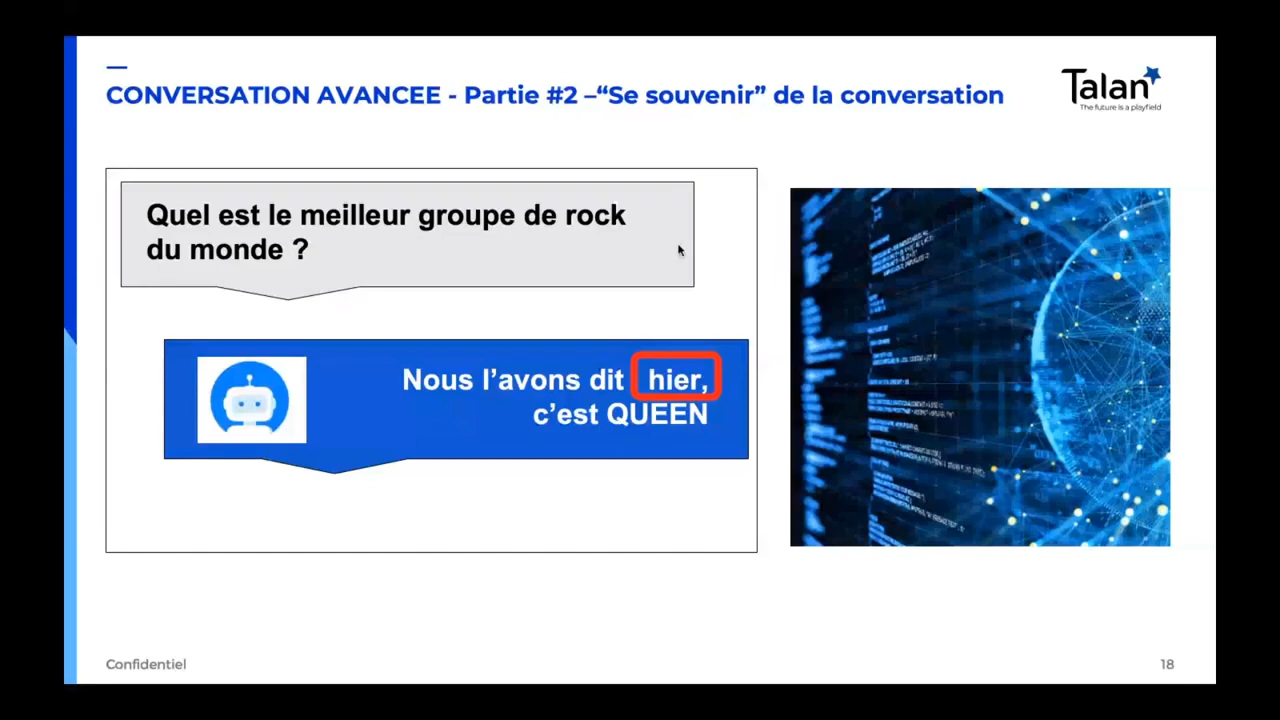 CONVERSATION AVANCEE - Partie #2 –“Se souvenir” de la conversation
Talan
The future is a playfield
Quel est le meilleur groupe de rock
du monde ?
Nous l’avons dit hier,
c’est QUEEN
Confidentiel
18